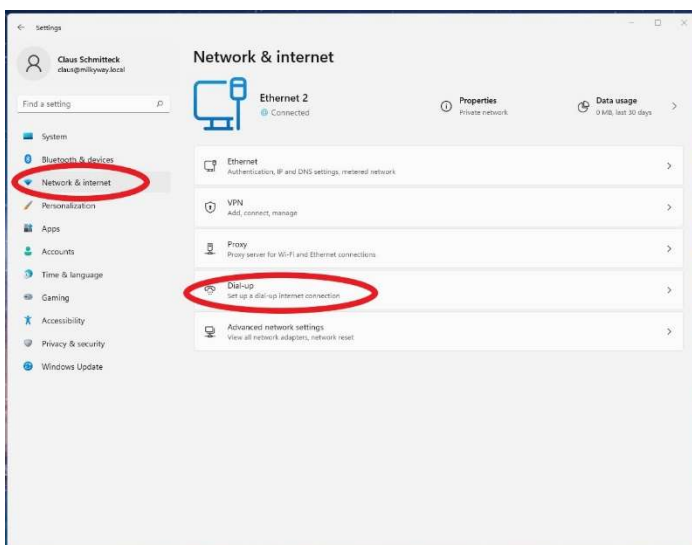 Settings
Claus Schmitteck
claus@milkyway.local
Find a setting
System
Bluetooth & devices
Network & internet
Personalization
Apps
Accounts
Time & language
Gaming
Accessibility
Privacy & security
Windows Update
Network & internet
Ethernet 2
Connected
Properties
Private network
Data usage
0 MB, last 30 days
Ethernet
Authentication, IP and DNS settings, metered network
VPN
Add, connect, manage
Proxy
Proxy server for Wi-Fi and Ethernet connections
Dial-up
Set up a dial-up internet connection
Advanced network settings
View all network adapters, network reset